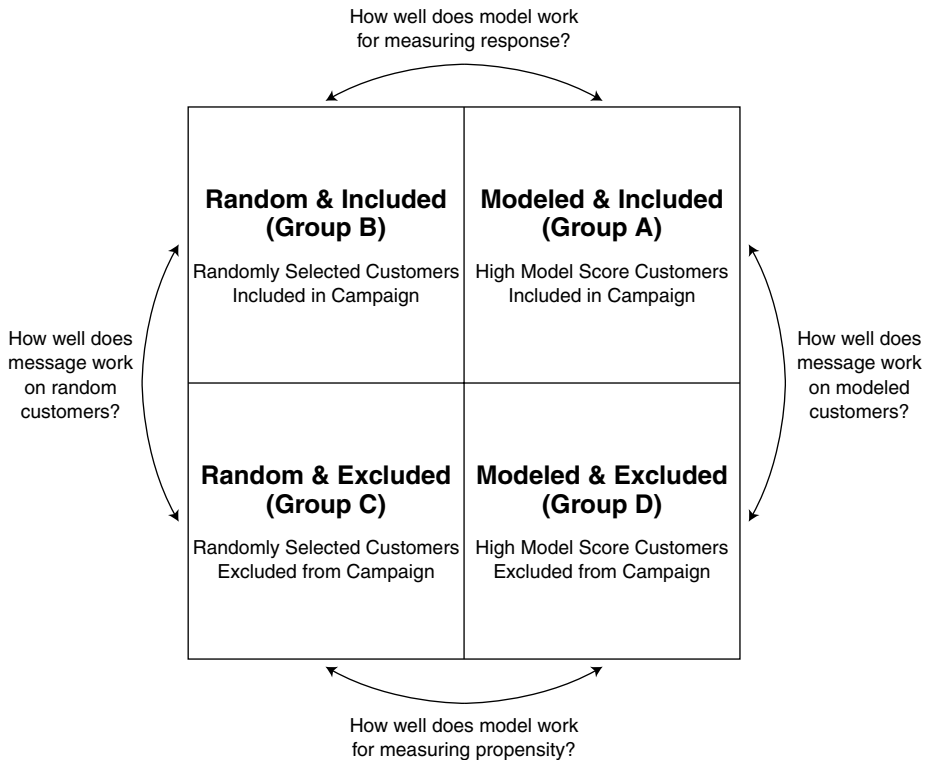 How well does model work
for measuring response?
Random & Included
(Group B)
Randomly Selected Customers
Included in Campaign
Modeled & Included
(Group A)
High Model Score Customers
Included in Campaign
How well does
message work
on random
customers?
How well does
message work
on modeled
customers?
Random & Excluded
(Group C)
Randomly Selected Customers
Excluded from Campaign
Modeled & Excluded
(Group D)
High Model Score Customers
Excluded from Campaign
How well does model work
for measuring propensity?